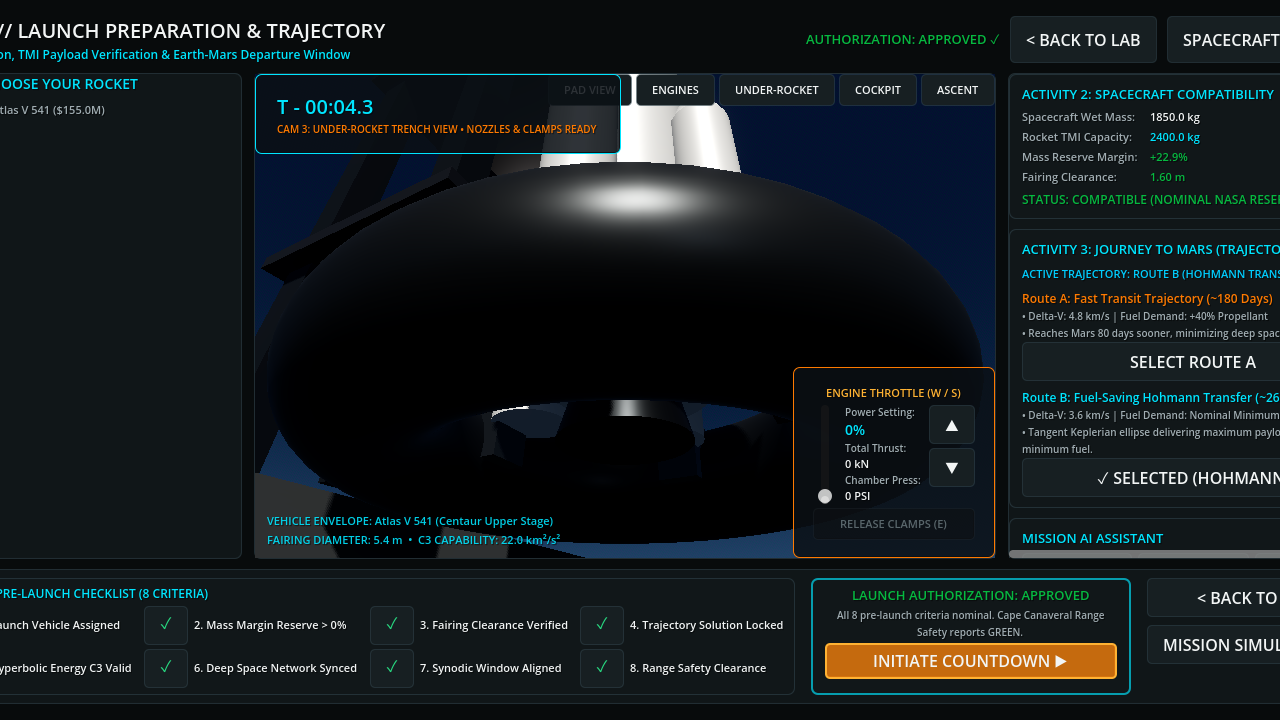 // LAUNCH PREPARATION & TRAJECTORY
on, TMI Payload Verification & Earth-Mars Departure Window
AUTHORIZATION: APPROVED ✓
< BACK TO LAB
SPACECRAFT
OOSE YOUR ROCKET
tlas V 541 ($155.0M)
T - 00:04.3
CAM 3: UNDER-ROCKET TRENCH VIEW • NOZZLES & CLAMPS READY
PAD VIEW
ENGINES
UNDER-ROCKET
COCKPIT
ASCENT
ENGINE THROTTLE (W / S)
Power Setting:
0%
Total Thrust:
0 kN
Chamber Press:
0 PSI
▲
▼
RELEASE CLAMPS (E)
VEHICLE ENVELOPE: Atlas V 541 (Centaur Upper Stage)
FAIRING DIAMETER: 5.4 m • C3 CAPABILITY: 22.0 km²/s²
ACTIVITY 2: SPACECRAFT COMPATIBILITY
Spacecraft Wet Mass: 1850.0 kg
Rocket TMI Capacity: 2400.0 kg
Mass Reserve Margin: +22.9%
Fairing Clearance: 1.60 m
STATUS: COMPATIBLE (NOMINAL NASA RESE
ACTIVITY 3: JOURNEY TO MARS (TRAJECTO
ACTIVE TRAJECTORY: ROUTE B (HOHMANN TRANS
Route A: Fast Transit Trajectory (~180 Days)
• Delta-V: 4.8 km/s | Fuel Demand: +40% Propellant
• Reaches Mars 80 days sooner, minimizing deep spac
SELECT ROUTE A
Route B: Fuel-Saving Hohmann Transfer (~26
• Delta-V: 3.6 km/s | Fuel Demand: Nominal Minimum
• Tangent Keplerian ellipse delivering maximum paylo
minimum fuel.
✓ SELECTED (HOHMANN
MISSION AI ASSISTANT
PRE-LAUNCH CHECKLIST (8 CRITERIA)
aunch Vehicle Assigned
✓ 2. Mass Margin Reserve > 0%
✓ 3. Fairing Clearance Verified
✓ 4. Trajectory Solution Locked
yperbolic Energy C3 Valid
✓ 6. Deep Space Network Synced
✓ 7. Synodic Window Aligned
✓ 8. Range Safety Clearance
LAUNCH AUTHORIZATION: APPROVED
All 8 pre-launch criteria nominal. Cape Canaveral Range
Safety reports GREEN.
INITIATE COUNTDOWN ▶
< BACK TO
MISSION SIMUL